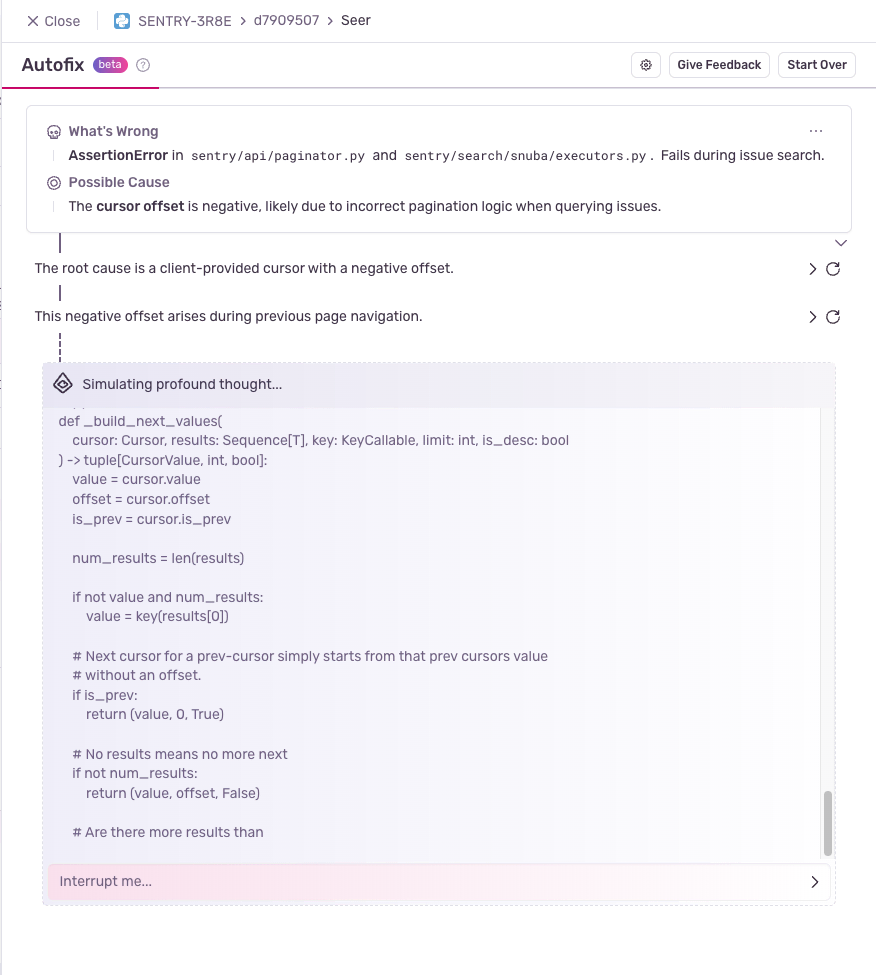 Close SENTRY-3R8E > d7909507 > Seer
Autofix beta ? Give Feedback Start Over
What's Wrong ...
AssertionError in sentry/api/paginator.py and sentry/search/snuba/executors.py. Fails during issue search.
Possible Cause
The cursor offset is negative, likely due to incorrect pagination logic when querying issues.
The root cause is a client-provided cursor with a negative offset.
This negative offset arises during previous page navigation.
Simulating profound thought...
def _build_next_values(
    cursor: Cursor, results: Sequence[T], key: KeyCallable, limit: int, is_desc: bool
) -> tuple[CursorValue, int, bool]:
    value = cursor.value
    offset = cursor.offset
    is_prev = cursor.is_prev
    num_results = len(results)
    if not value and num_results:
        value = key(results[0])
    # Next cursor for a prev-cursor simply starts from that prev cursors value
    # without an offset.
    if is_prev:
        return (value, 0, True)
    # No results means no more next
    if not num_results:
        return (value, offset, False)
    # Are there more results than
Interrupt me...